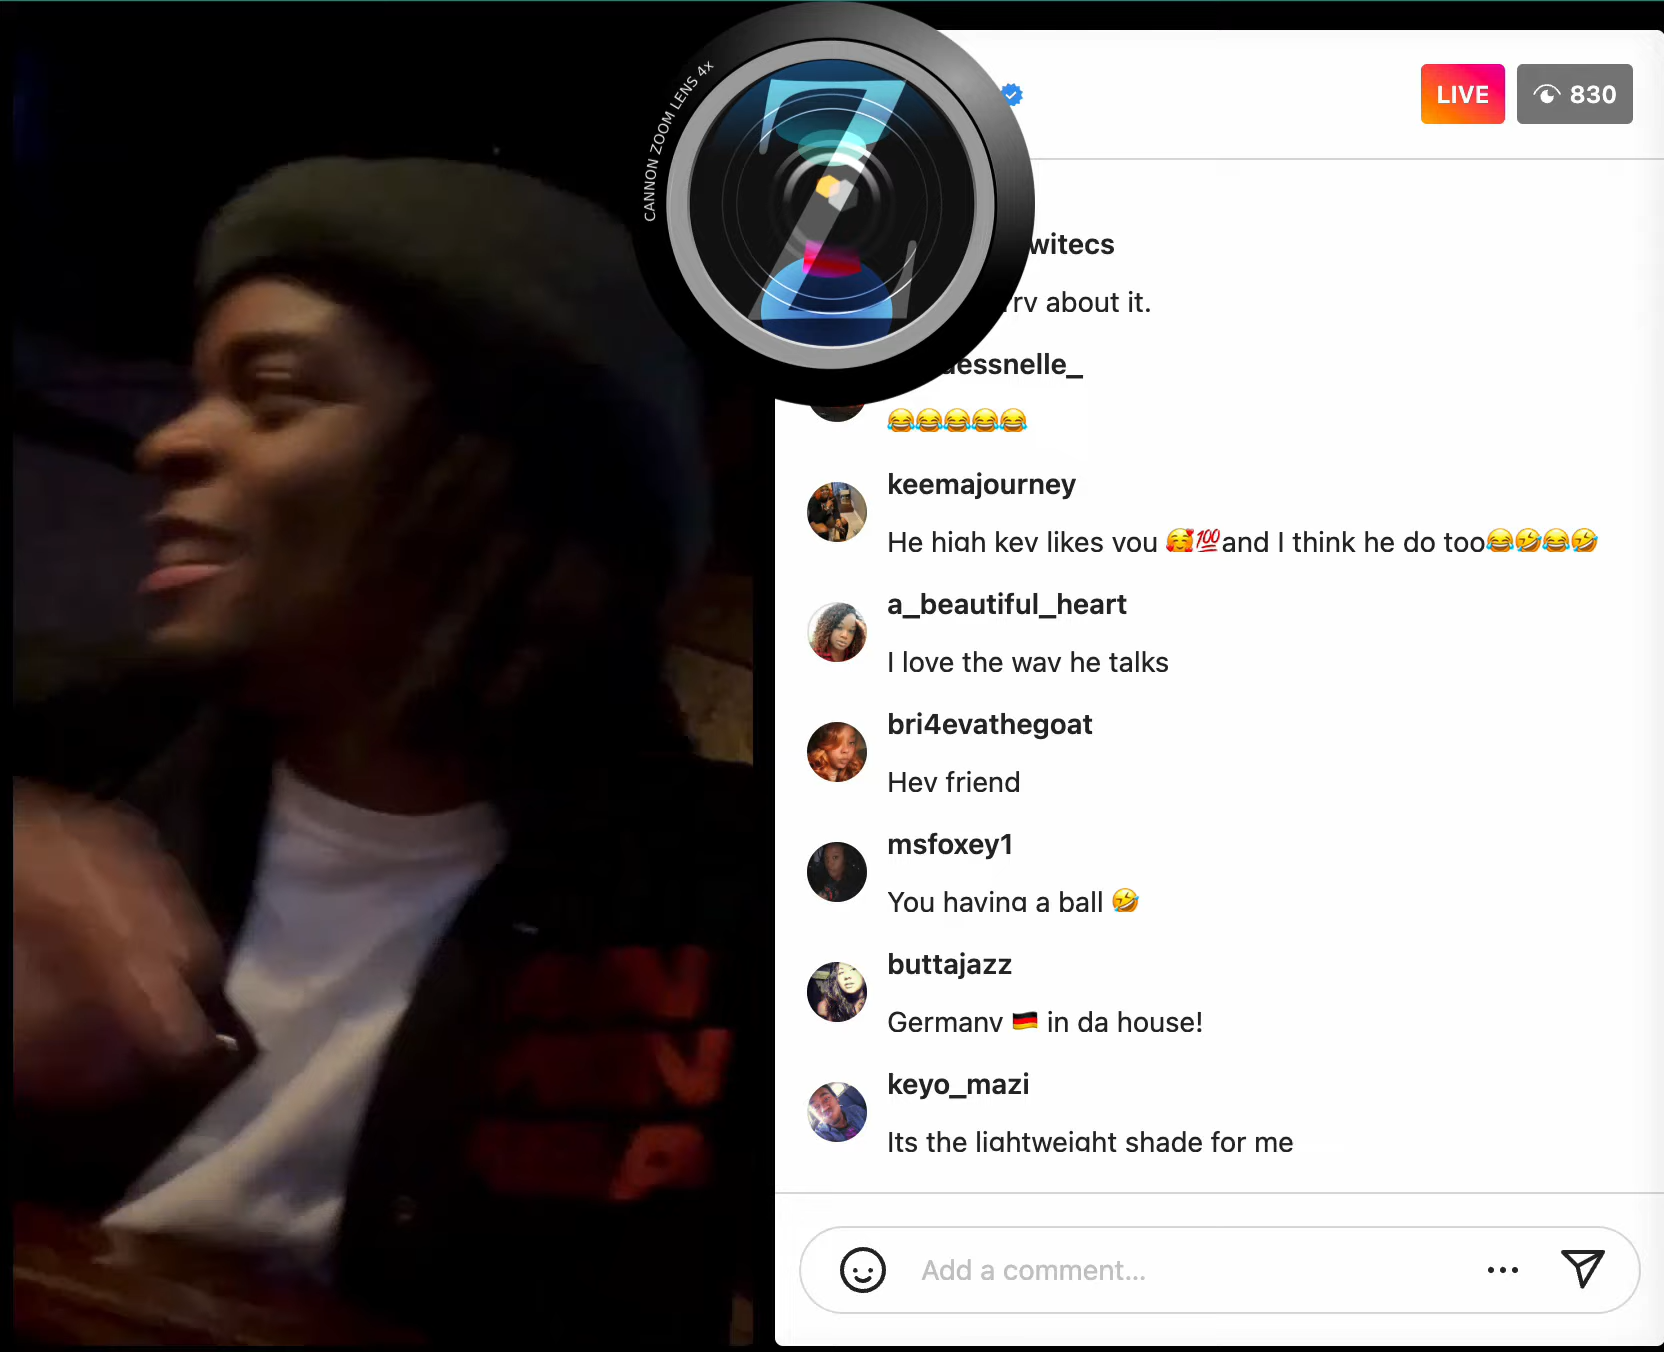 CANNON ZOOM LENS 4x
Z
LIVE
830
witecs
rry about it.
essnelle_
😂😂😂😂😂
keemajourney
He high key likes you 🥰💯and I think he do too😂🤣😂🤣
a_beautiful_heart
I love the way he talks
bri4evathegoat
Hey friend
msfoxey1
You having a ball 🤣
buttajazz
Germany 🇩🇪 in da house!
keyo_mazi
Its the lightweight shade for me
Add a comment...